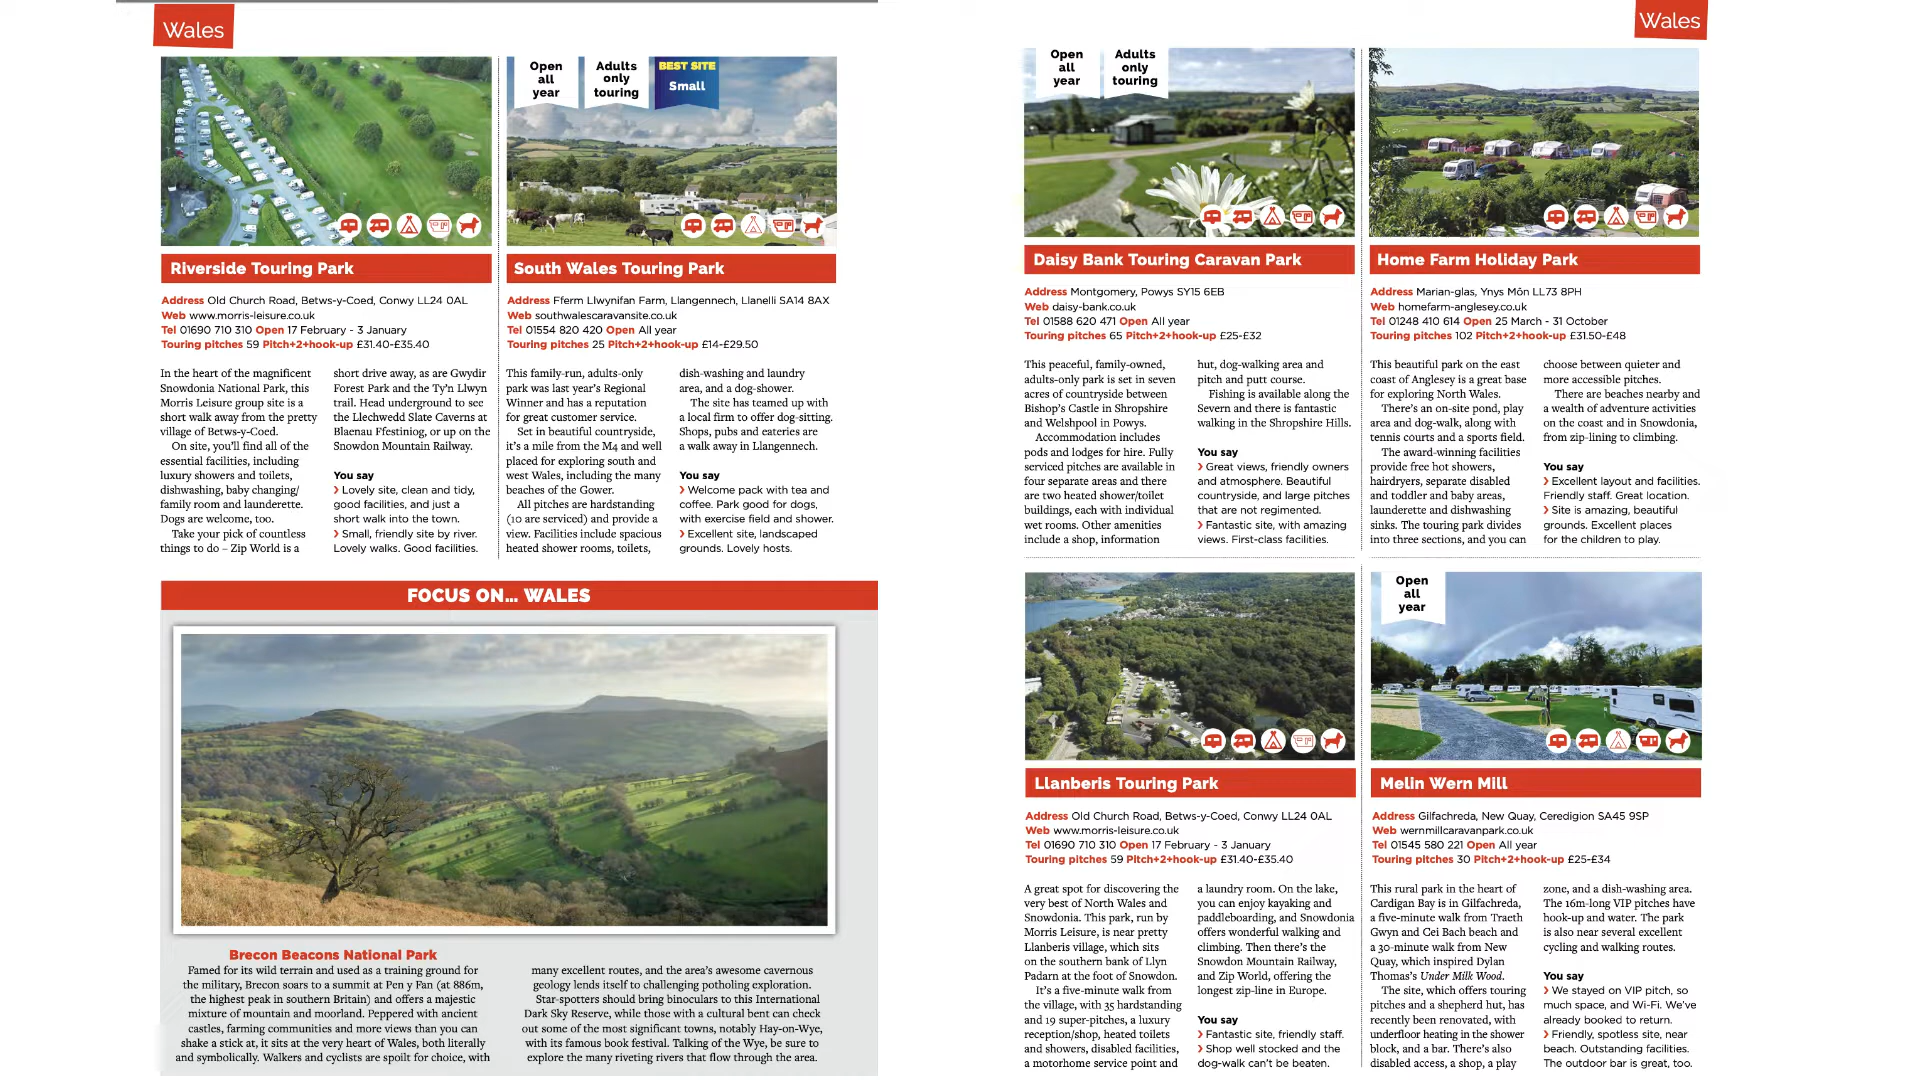 Wales
Open
all
year
Adults
only
touring
BEST SITE
Small
Riverside Touring Park
Address Old Church Road, Betws-y-Coed, Conwy LL24 0AL
Web www.morris-leisure.co.uk
Tel 01690 710 310 Open 17 February - 3 January
Touring pitches 59 Pitch+2+hook-up £31.40-£35.40
In the heart of the magnificent
Snowdonia National Park, this
Morris Leisure group site is a
short walk away from the pretty
village of Betws-y-Coed.
On site, you'll find all of the
essential facilities, including
luxury showers and toilets,
dishwashing, baby changing/
family room and launderette.
Dogs are welcome, too.
Take your pick of countless
things to do – Zip World is a
short drive away, as are Gwydir
Forest Park and the Ty'n Llwyn
trail. Head underground to see
the Llechwedd Slate Caverns at
Blaenau Ffestiniog, or up on the
Snowdon Mountain Railway.
You say
› Lovely site, clean and tidy,
good facilities, and just a
short walk into the town.
› Small, friendly site by river.
Lovely walks. Good facilities.
South Wales Touring Park
Address Fferm Llwynifan Farm, Llangennech, Llanelli SA14 8AX
Web southwalescaravansite.co.uk
Tel 01554 820 420 Open All year
Touring pitches 25 Pitch+2+hook-up £14-£29.50
This family-run, adults-only
park was last year's Regional
Winner and has a reputation
for great customer service.
Set in beautiful countryside,
it's a mile from the M4 and well
placed for exploring south and
west Wales, including the many
beaches of the Gower.
All pitches are hardstanding
(10 are serviced) and provide a
view. Facilities include spacious
heated shower rooms, toilets,
dish-washing and laundry
area, and a dog-shower.
The site has teamed up with
a local firm to offer dog-sitting.
Shops, pubs and eateries are
a walk away in Llangennech.
You say
› Welcome pack with tea and
coffee. Park good for dogs,
with exercise field and shower.
› Excellent site, landscaped
grounds. Lovely hosts.
FOCUS ON... WALES
Brecon Beacons National Park
Famed for its wild terrain and used as a training ground for
the military, Brecon soars to a summit at Pen y Fan (at 886m,
the highest peak in southern Britain) and offers a majestic
mixture of mountain and moorland. Peppered with ancient
castles, farming communities and more views than you can
shake a stick at, it sits at the very heart of Wales, both literally
and symbolically. Walkers and cyclists are spoilt for choice, with
many excellent routes, and the area's awesome cavernous
geology lends itself to challenging potholing exploration.
Star-spotters should bring binoculars to this International
Dark Sky Reserve, while those with a cultural bent can check
out some of the most significant towns, notably Hay-on-Wye,
with its famous book festival. Talking of the Wye, be sure to
explore the many riveting rivers that flow through the area.
Wales
Open
all
year
Adults
only
touring
Daisy Bank Touring Caravan Park
Address Montgomery, Powys SY15 6EB
Web daisy-bank.co.uk
Tel 01588 620 471 Open All year
Touring pitches 65 Pitch+2+hook-up £25-£32
This peaceful, family-owned,
adults-only park is set in seven
acres of countryside between
Bishop's Castle in Shropshire
and Welshpool in Powys.
Accommodation includes
pods and lodges for hire. Fully
serviced pitches are available in
four separate areas and there
are two heated shower/toilet
buildings, each with individual
wet rooms. Other amenities
include a shop, information
hut, dog-walking area and
pitch and putt course.
Fishing is available along the
Severn and there is fantastic
walking in the Shropshire Hills.
You say
› Great views, friendly owners
and atmosphere. Beautiful
countryside, and large pitches
that are not regimented.
› Fantastic site, with amazing
views. First-class facilities.
Home Farm Holiday Park
Address Marian-glas, Ynys Môn LL73 8PH
Web homefarm-anglesey.co.uk
Tel 01248 410 614 Open 25 March - 31 October
Touring pitches 102 Pitch+2+hook-up £31.50-£48
This beautiful park on the east
coast of Anglesey is a great base
for exploring North Wales.
There's an on-site pond, play
area and dog-walk, along with
tennis courts and a sports field.
The award-winning facilities
provide free hot showers,
hairdryers, separate disabled
and toddler and baby areas,
launderette and dishwashing
sinks. The touring park divides
into three sections, and you can
choose between quieter and
more accessible pitches.
There are beaches nearby and
a wealth of adventure activities
on the coast and in Snowdonia,
from zip-lining to climbing.
You say
› Excellent layout and facilities.
Friendly staff. Great location.
› Site is amazing, beautiful
grounds. Excellent places
for the children to play.
Llanberis Touring Park
Address Old Church Road, Betws-y-Coed, Conwy LL24 0AL
Web www.morris-leisure.co.uk
Tel 01690 710 310 Open 17 February - 3 January
Touring pitches 59 Pitch+2+hook-up £31.40-£35.40
A great spot for discovering the
very best of North Wales and
Snowdonia. This park, run by
Morris Leisure, is near pretty
Llanberis village, which sits
on the southern bank of Llyn
Padarn at the foot of Snowdon.
It's a five-minute walk from
the village, with 35 hardstanding
and 19 super-pitches, a luxury
reception/shop, heated toilets
and showers, disabled facilities,
a motorhome service point and
a laundry room. On the lake,
you can enjoy kayaking and
paddleboarding, and Snowdonia
offers wonderful walking and
climbing. Then there's the
Snowdon Mountain Railway,
and Zip World, offering the
longest zip-line in Europe.
You say
› Fantastic site, friendly staff.
› Shop well stocked and the
dog-walk can't be beaten.
Open
all
year
Melin Wern Mill
Address Gilfachreda, New Quay, Ceredigion SA45 9SP
Web wernmillcaravanpark.co.uk
Tel 01545 580 221 Open All year
Touring pitches 30 Pitch+2+hook-up £25-£34
This rural park in the heart of
Cardigan Bay is in Gilfachreda,
a five-minute walk from Traeth
Gwyn and Cei Bach beach and
a 30-minute walk from New
Quay, which inspired Dylan
Thomas's Under Milk Wood.
The site, which offers touring
pitches and a shepherd hut, has
recently been renovated, with
underfloor heating in the shower
block, and a bar. There's also
disabled access, a shop, a play
zone, and a dish-washing area.
The 16m-long VIP pitches have
hook-up and water. The park
is also near several excellent
cycling and walking routes.
You say
› We stayed on VIP pitch, so
much space, and Wi-Fi. We've
already booked to return.
› Friendly, spotless site, near
beach. Outstanding facilities.
The outdoor bar is great, too.